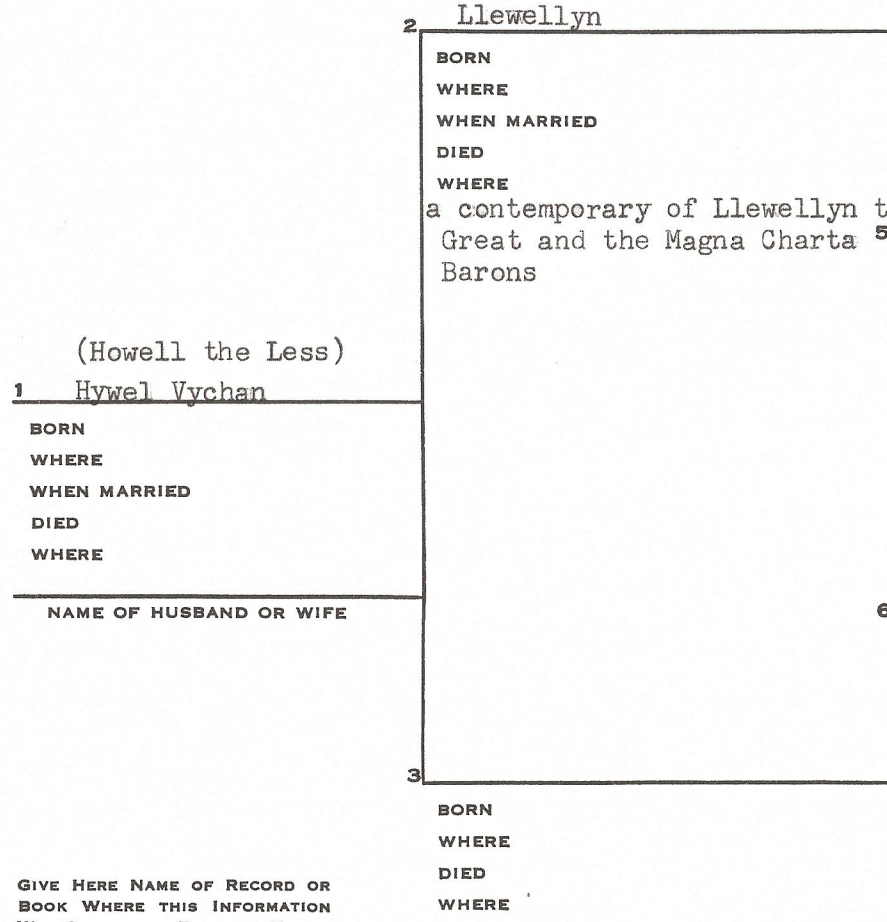 2 Llewellyn
BORN
WHERE
WHEN MARRIED
DIED
WHERE
a contemporary of Llewellyn t
Great and the Magna Charta 5
Barons
(Howell the Less)
1 Hywel Vychan
BORN
WHERE
WHEN MARRIED
DIED
WHERE
NAME OF HUSBAND OR WIFE
6
3
BORN
WHERE
DIED
WHERE
GIVE HERE NAME OF RECORD OR
BOOK WHERE THIS INFORMATION